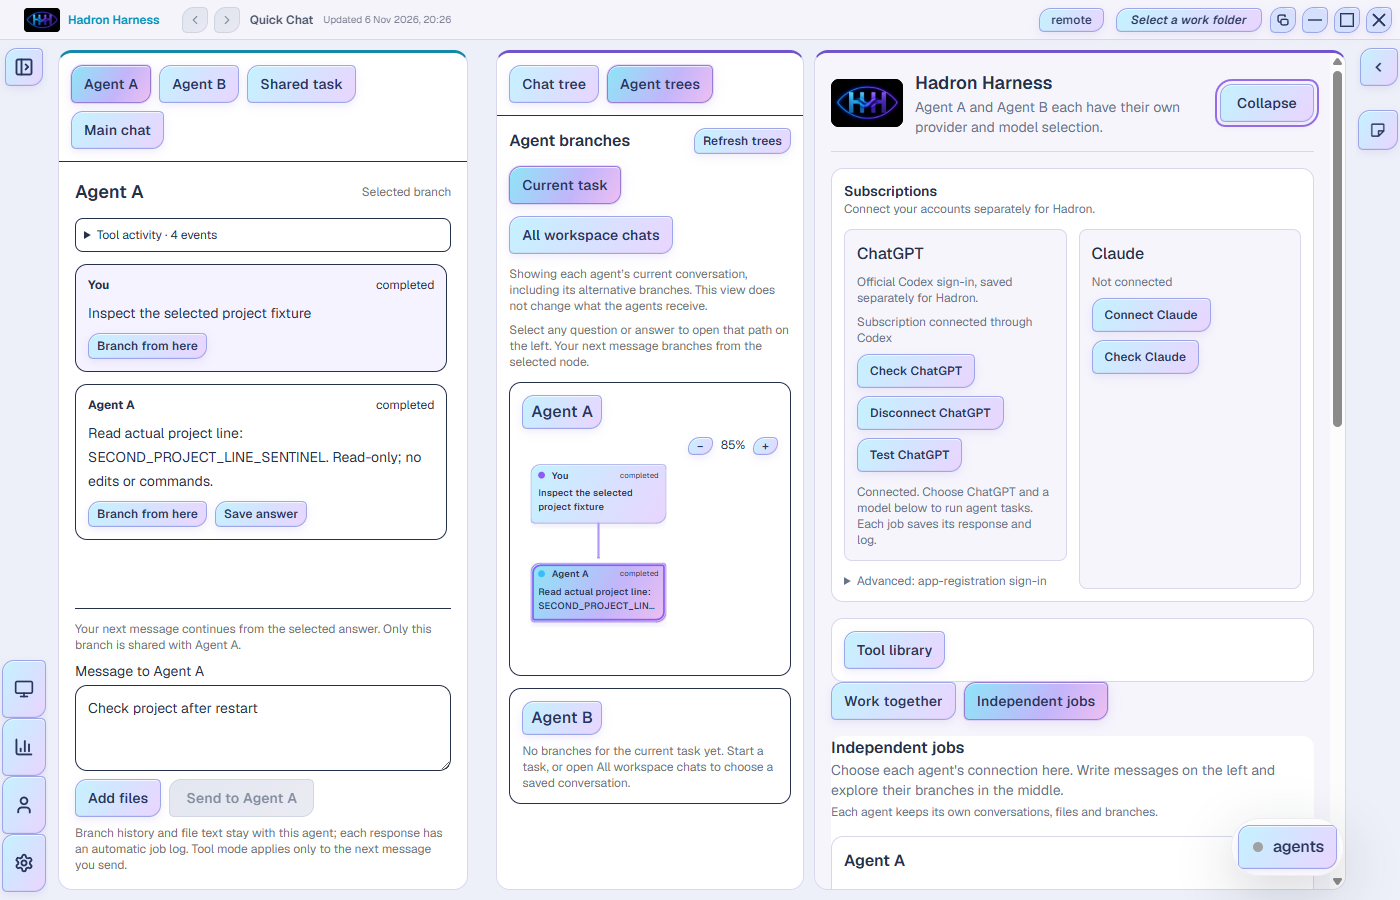 Hadron Harness
Quick Chat
Updated 6 Nov 2026, 20:26
remote
Select a work folder
Agent A
Agent B
Shared task
Main chat
Agent A
Selected branch
Tool activity · 4 events
You
completed
Inspect the selected project fixture
Branch from here
Agent A
completed
Read actual project line:
SECOND_PROJECT_LINE_SENTINEL. Read-only; no
edits or commands.
Branch from here
Save answer
Your next message continues from the selected answer. Only this
branch is shared with Agent A.
Message to Agent A
Check project after restart
Add files
Send to Agent A
Branch history and file text stay with this agent; each response has
an automatic job log. Tool mode applies only to the next message
you send.
Chat tree
Agent trees
Agent branches
Refresh trees
Current task
All workspace chats
Showing each agent's current conversation,
including its alternative branches. This view does
not change what the agents receive.
Select any question or answer to open that path on
the left. Your next message branches from the
selected node.
Agent A
− 85% +
You
completed
Inspect the selected
project fixture
Agent A
completed
Read actual project line:
SECOND_PROJECT_LIN...
Agent B
No branches for the current task yet. Start a
task, or open All workspace chats to choose a
saved conversation.
Hadron Harness
Agent A and Agent B each have their own
provider and model selection.
Collapse
Subscriptions
Connect your accounts separately for Hadron.
ChatGPT
Official Codex sign-in, saved
separately for Hadron.
Subscription connected through
Codex
Check ChatGPT
Disconnect ChatGPT
Test ChatGPT
Connected. Choose ChatGPT and a
model below to run agent tasks.
Each job saves its response and
log.
Claude
Not connected
Connect Claude
Check Claude
Advanced: app-registration sign-in
Tool library
Work together
Independent jobs
Independent jobs
Choose each agent's connection here. Write messages on the left and
explore their branches in the middle.
Each agent keeps its own conversations, files and branches.
Agent A
agents